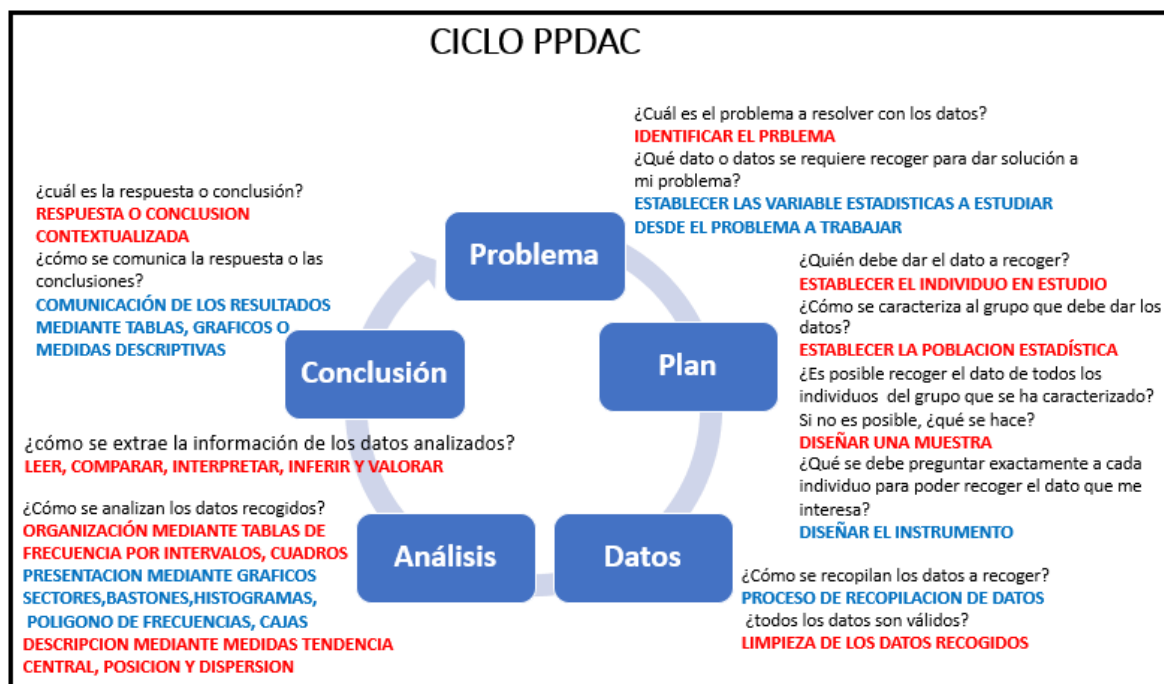 CICLO PPDAC
¿Cuál es el problema a resolver con los datos?
IDENTIFICAR EL PRBLEMA
¿Qué dato o datos se requiere recoger para dar solución a
mi problema?
ESTABLECER LAS VARIABLE ESTADISTICAS A ESTUDIAR
DESDE EL PROBLEMA A TRABAJAR
Problema
¿Quién debe dar el dato a recoger?
ESTABLECER EL INDIVIDUO EN ESTUDIO
¿Cómo se caracteriza al grupo que debe dar los
datos?
ESTABLECER LA POBLACION ESTADÍSTICA
¿Es posible recoger el dato de todos los
individuos del grupo que se ha caracterizado?
Si no es posible, ¿qué se hace?
DISEÑAR UNA MUESTRA
¿Qué se debe preguntar exactamente a cada
individuo para poder recoger el dato que me
interesa?
DISEÑAR EL INSTRUMENTO
Plan
¿Cómo se recopilan los datos a recoger?
PROCESO DE RECOPILACION DE DATOS
¿todos los datos son válidos?
LIMPIEZA DE LOS DATOS RECOGIDOS
Datos
¿cómo se extrae la información de los datos analizados?
LEER, COMPARAR, INTERPRETAR, INFERIR Y VALORAR
¿Cómo se analizan los datos recogidos?
ORGANIZACIÓN MEDIANTE TABLAS DE
FRECUENCIA POR INTERVALOS, CUADROS
PRESENTACION MEDIANTE GRAFICOS
SECTORES,BASTONES,HISTOGRAMAS,
POLIGONO DE FRECUENCIAS, CAJAS
DESCRIPCION MEDIANTE MEDIDAS TENDENCIA
CENTRAL, POSICION Y DISPERSION
Análisis
¿cuál es la respuesta o conclusión?
RESPUESTA O CONCLUSION
CONTEXTUALIZADA
¿cómo se comunica la respuesta o las
conclusiones?
COMUNICACIÓN DE LOS RESULTADOS
MEDIANTE TABLAS, GRAFICOS O
MEDIDAS DESCRIPTIVAS
Conclusión